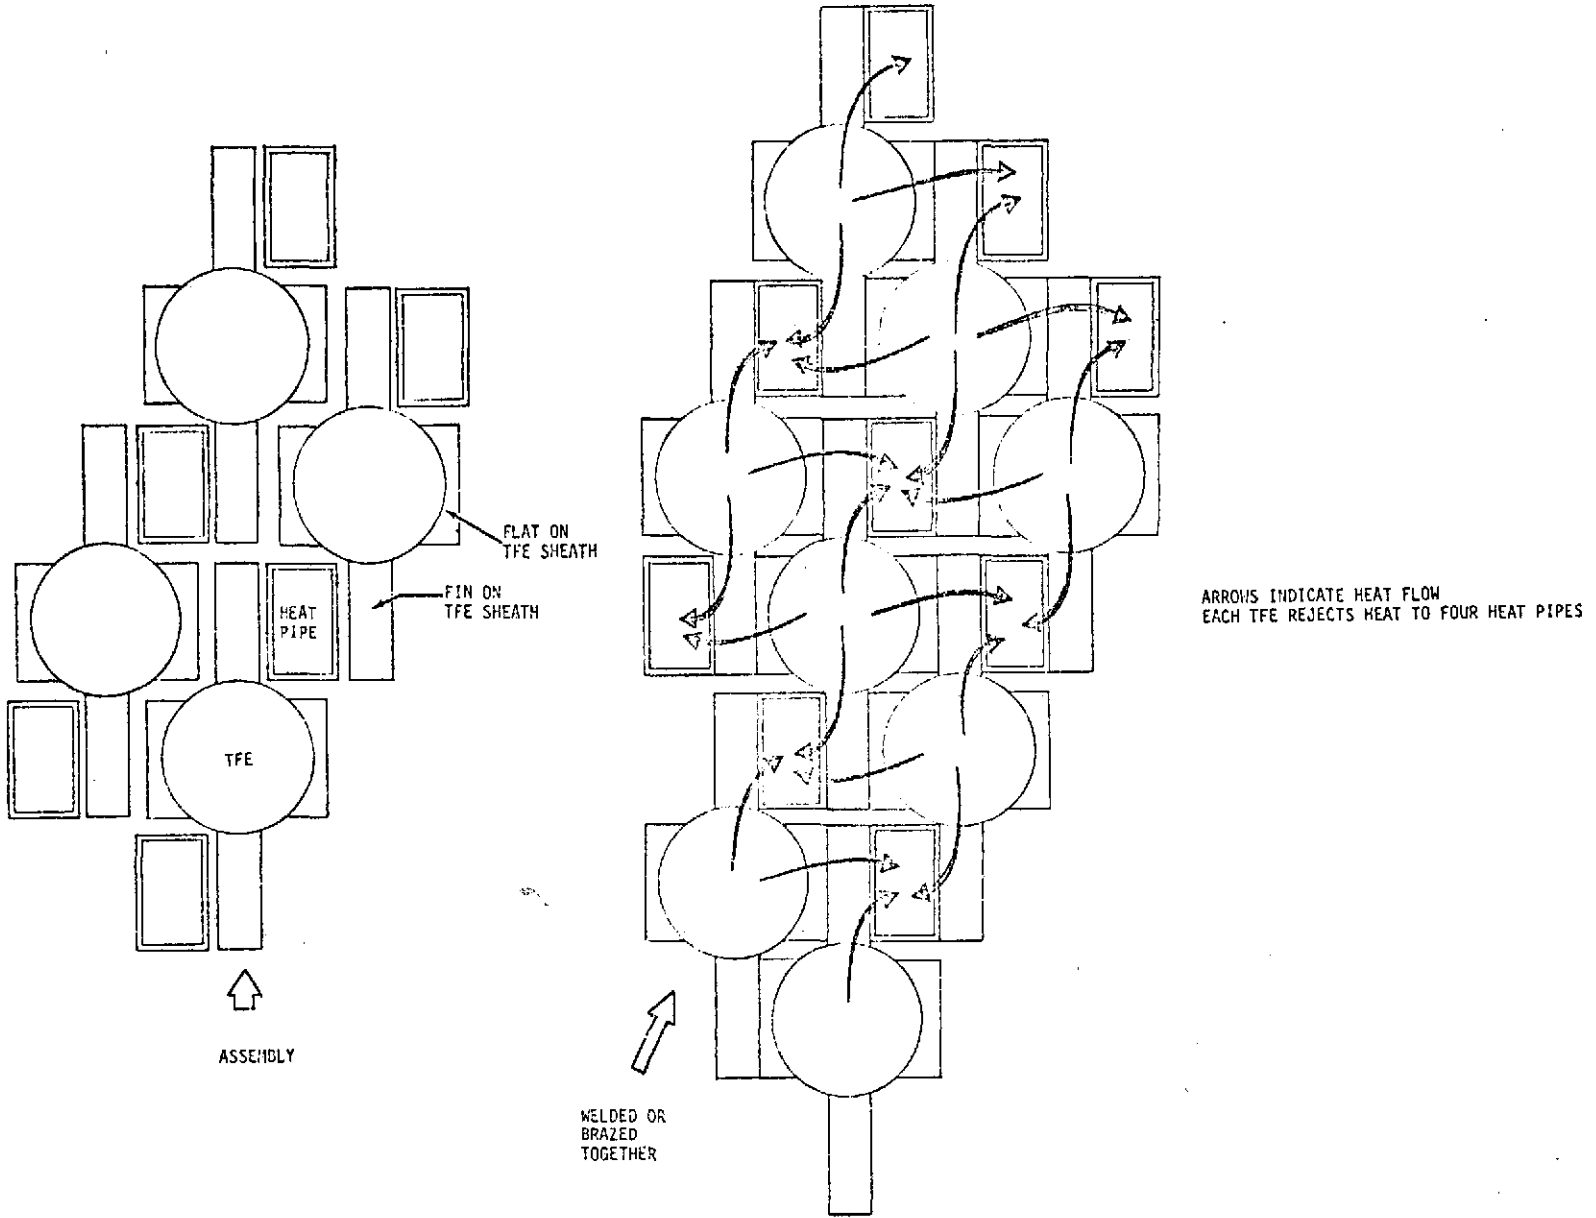 FLAT ON
TFE SHEATH
FIN ON
TFE SHEATH
HEAT
PIPE
TFE
ASSEMBLY
WELDED OR
BRAZED
TOGETHER
ARROWS INDICATE HEAT FLOW
EACH TFE REJECTS HEAT TO FOUR HEAT PIPES